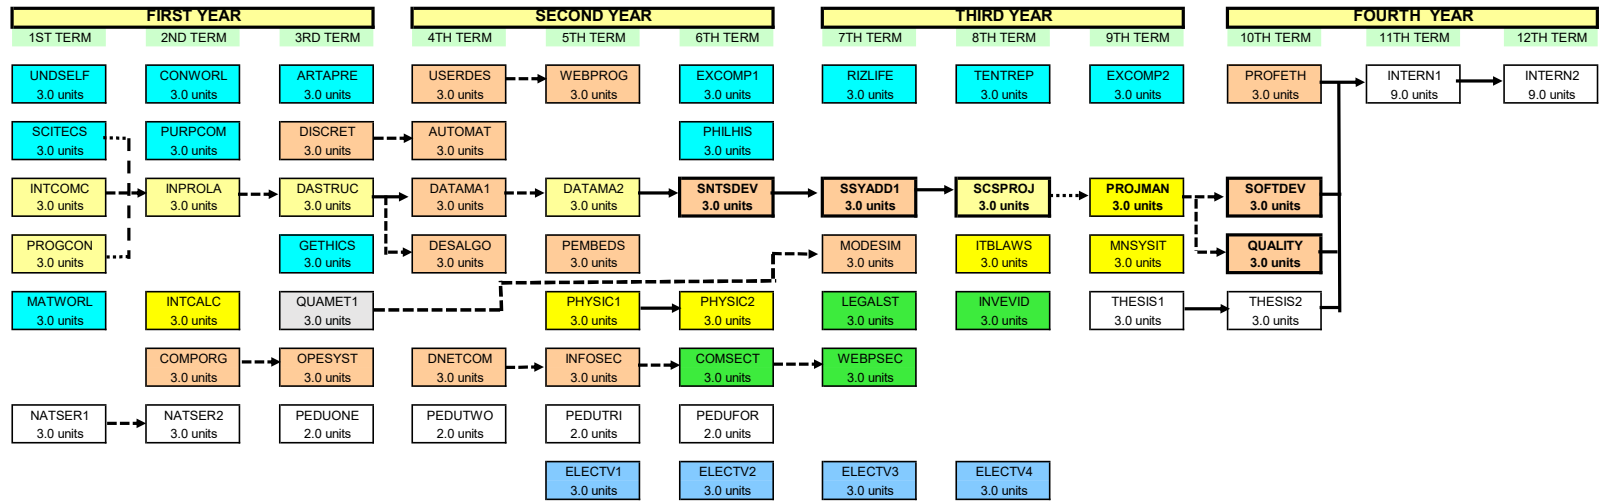 FIRST YEAR SECOND YEAR THIRD YEAR FOURTH YEAR
1ST TERM 2ND TERM 3RD TERM 4TH TERM 5TH TERM 6TH TERM 7TH TERM 8TH TERM 9TH TERM 10TH TERM 11TH TERM 12TH TERM
UNDSELF CONWORL ARTAPRE USERDES WEBPROG EXCOMP1 RIZLIFE TENTREP EXCOMP2 PROFETH INTERN1 INTERN2
3.0 units 3.0 units 3.0 units 3.0 units 3.0 units 3.0 units 3.0 units 3.0 units 3.0 units 3.0 units 9.0 units 9.0 units
SCITECS PURPCOM DISCRET AUTOMAT PHILHIS
3.0 units 3.0 units 3.0 units 3.0 units 3.0 units
INTCOMC INPROLA DASTRUC DATAMA1 DATAMA2 SNTSDEV SSYADD1 SCSPROJ PROJMAN SOFTDEV
3.0 units 3.0 units 3.0 units 3.0 units 3.0 units 3.0 units 3.0 units 3.0 units 3.0 units 3.0 units
PROGCON GETHICS DESALGO PEMBEDS MODESIM ITBLAWS MNSYSIT QUALITY
3.0 units 3.0 units 3.0 units 3.0 units 3.0 units 3.0 units 3.0 units 3.0 units
MATWORL INTCALC QUAMET1 PHYSIC1 PHYSIC2 LEGALST INVEVID THESIS1 THESIS2
3.0 units 3.0 units 3.0 units 3.0 units 3.0 units 3.0 units 3.0 units 3.0 units 3.0 units
COMPORG OPESYST DNETCOM INFOSEC COMSECT WEBPSEC
3.0 units 3.0 units 3.0 units 3.0 units 3.0 units 3.0 units
NATSER1 NATSER2 PEDUONE PEDUTWO PEDUTRI PEDUFOR
3.0 units 3.0 units 2.0 units 2.0 units 2.0 units 2.0 units
ELECTV1 ELECTV2 ELECTV3 ELECTV4
3.0 units 3.0 units 3.0 units 3.0 units